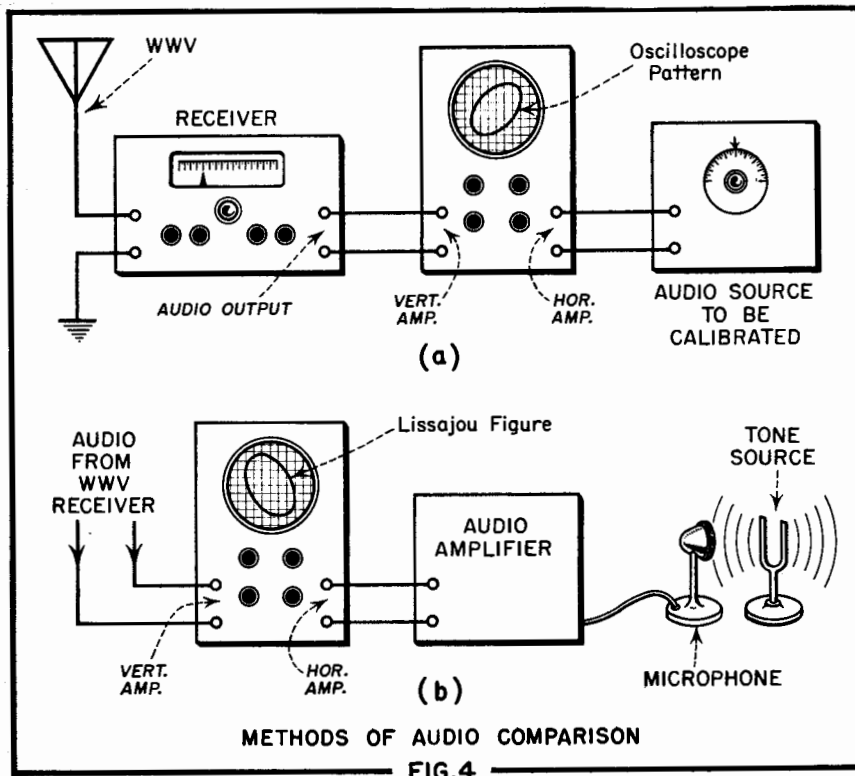 WWV
Oscilloscope
Pattern
RECEIVER
AUDIO OUTPUT
VERT.
AMP.
HOR.
AMP.
AUDIO SOURCE
TO BE
CALIBRATED
(a)
AUDIO
FROM
WWV
RECEIVER
Lissajou Figure
AUDIO
AMPLIFIER
TONE
SOURCE
VERT.
AMP.
HOR.
AMP.
MICROPHONE
(b)
METHODS OF AUDIO COMPARISON
FIG.4